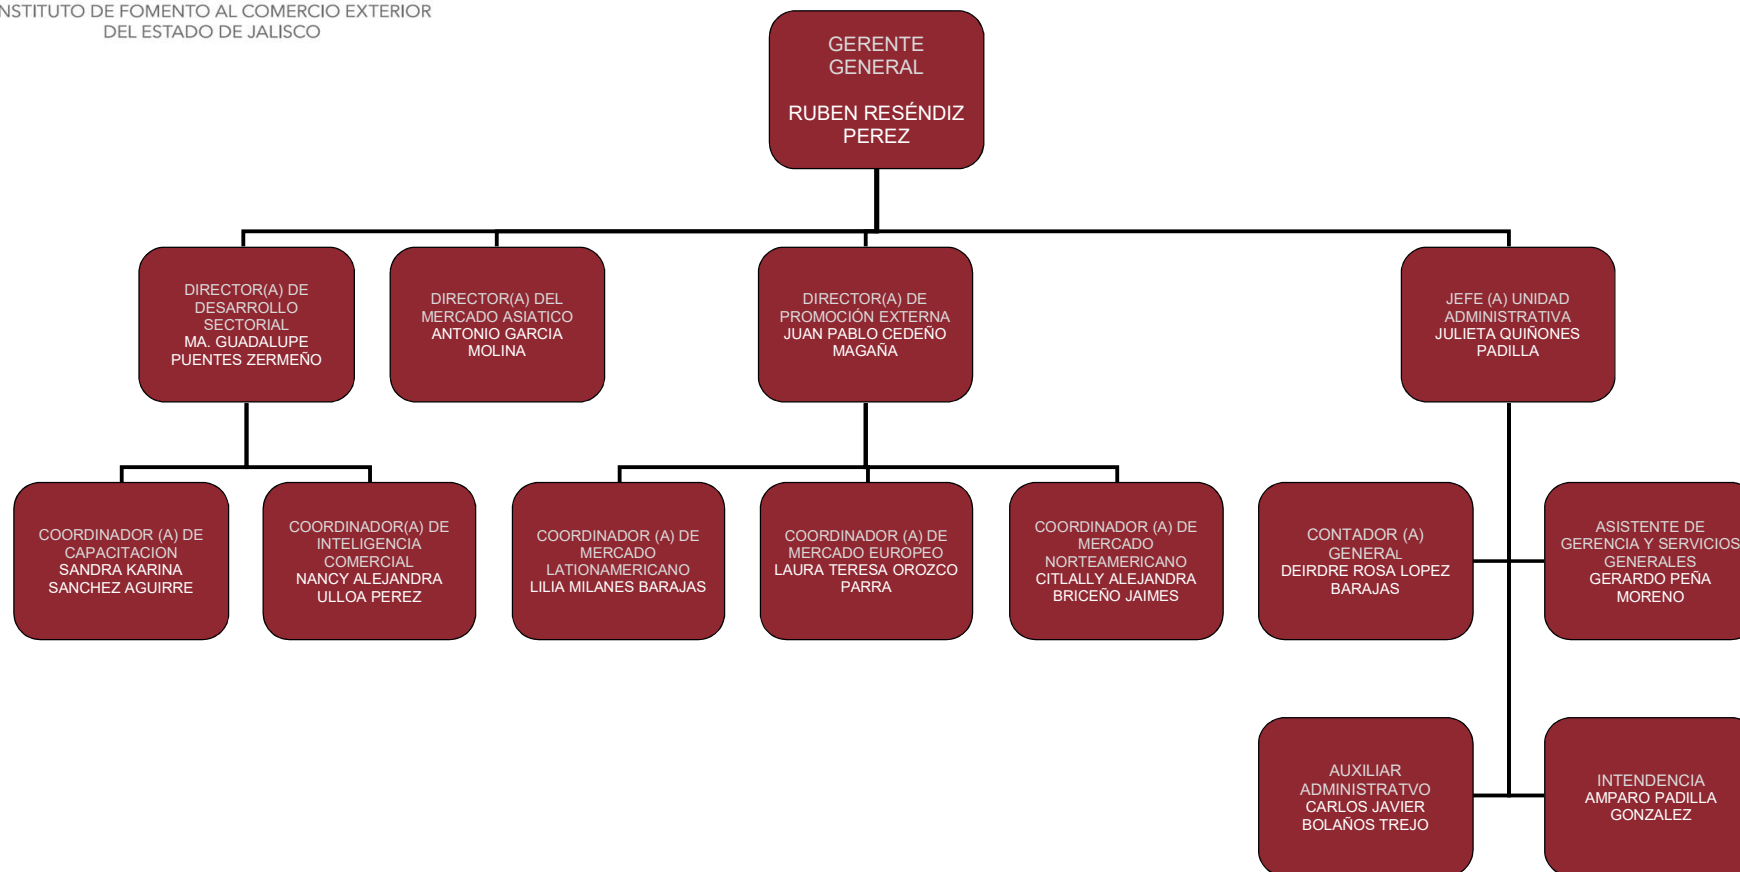 NSTITUTO DE FOMENTO AL COMERCIO EXTERIOR
DEL ESTADO DE JALISCO
GERENTE
GENERAL
RUBEN RESÉNDIZ
PEREZ
DIRECTOR(A) DE
DESARROLLO
SECTORIAL
MA. GUADALUPE
PUENTES ZERMEÑO
DIRECTOR(A) DEL
MERCADO ASIATICO
ANTONIO GARCIA
MOLINA
DIRECTOR(A) DE
PROMOCIÓN EXTERNA
JUAN PABLO CEDEÑO
MAGAÑA
JEFE (A) UNIDAD
ADMINISTRATIVA
JULIETA QUIÑONES
PADILLA
COORDINADOR (A) DE
CAPACITACION
SANDRA KARINA
SANCHEZ AGUIRRE
COORDINADOR(A) DE
INTELIGENCIA
COMERCIAL
NANCY ALEJANDRA
ULLOA PEREZ
COORDINADOR (A) DE
MERCADO
LATIONAMERICANO
LILIA MILANES BARAJAS
COORDINADOR (A) DE
MERCADO EUROPEO
LAURA TERESA OROZCO
PARRA
COORDINADOR (A) DE
MERCADO
NORTEAMERICANO
CITLALLY ALEJANDRA
BRICEÑO JAIMES
CONTADOR (A)
GENERAL
DEIRDRE ROSA LOPEZ
BARAJAS
ASISTENTE DE
GERENCIA Y SERVICIOS
GENERALES
GERARDO PEÑA
MORENO
AUXILIAR
ADMINISTRATVO
CARLOS JAVIER
BOLAÑOS TREJO
INTENDENCIA
AMPARO PADILLA
GONZALEZ